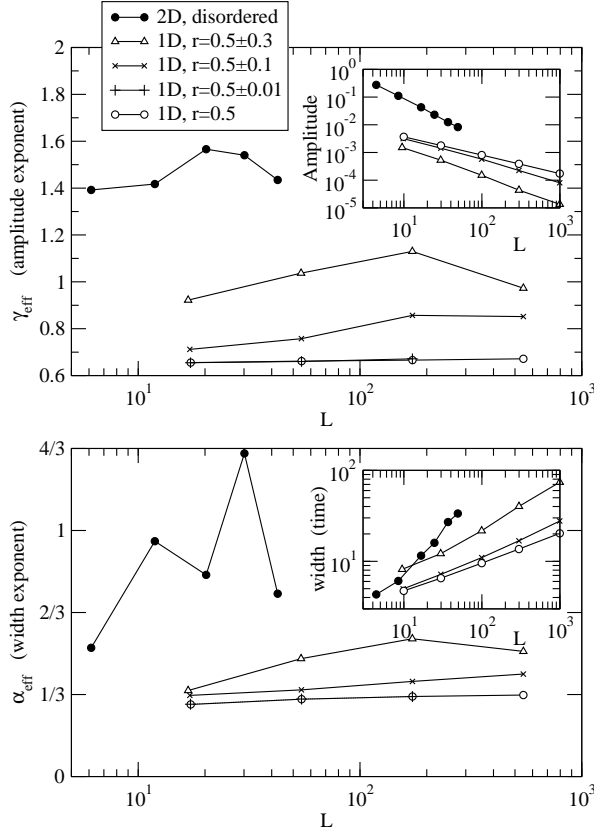 2D, disordered
1D, r=0.5±0.3
1D, r=0.5±0.1
1D, r=0.5±0.01
1D, r=0.5
2
1.8
1.6
1.4
1.2
1
0.8
0.6
γeff (amplitude exponent)
10^1
10^2
10^3
L
10^0
10^-1
10^-2
10^-3
10^-4
10^-5
Amplitude
10^1
10^2
10^3
L
4/3
1
2/3
1/3
0
αeff (width exponent)
10^1
10^2
10^3
L
10^2
10^1
width (time)
10^1
10^2
10^3
L